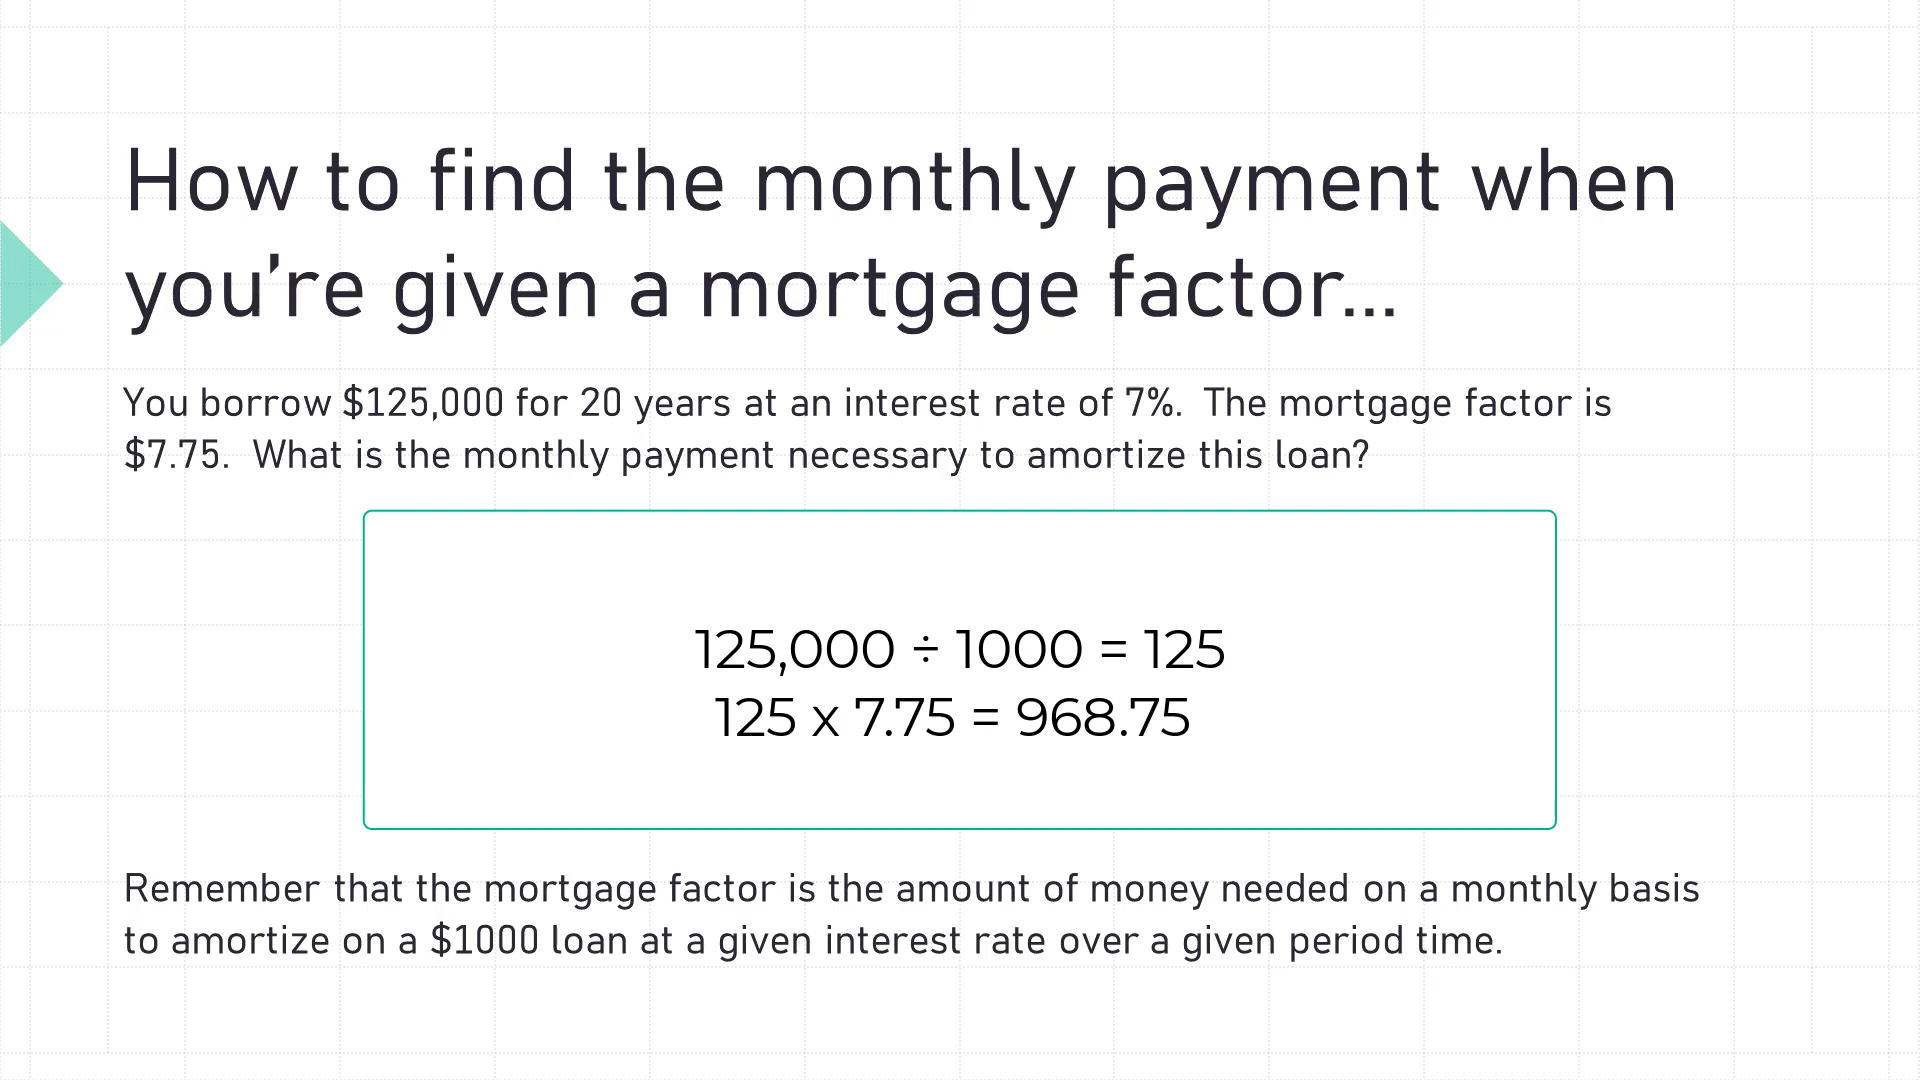 How to find the monthly payment when
you’re given a mortgage factor...
You borrow $125,000 for 20 years at an interest rate of 7%.  The mortgage factor is
$7.75.  What is the monthly payment necessary to amortize this loan?
125,000 ÷ 1000 = 125
125 x 7.75 = 968.75
Remember that the mortgage factor is the amount of money needed on a monthly basis
to amortize on a $1000 loan at a given interest rate over a given period time.